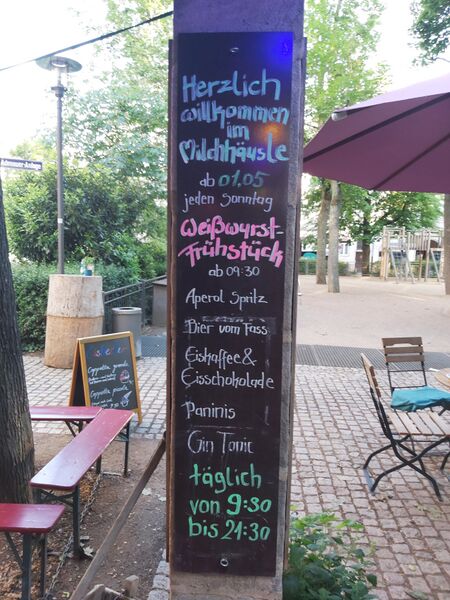 Herzlich
willkommen
im
Milchhäusle
ab 01.05
jeden Sonntag
Weißwurst-
Frühstück
ab 09:30
Aperol Spritz
Bier vom Fass
Eiskaffee &
Eisschokolade
Paninis
Gin Tonic
täglich
von 9:30
bis 21:30